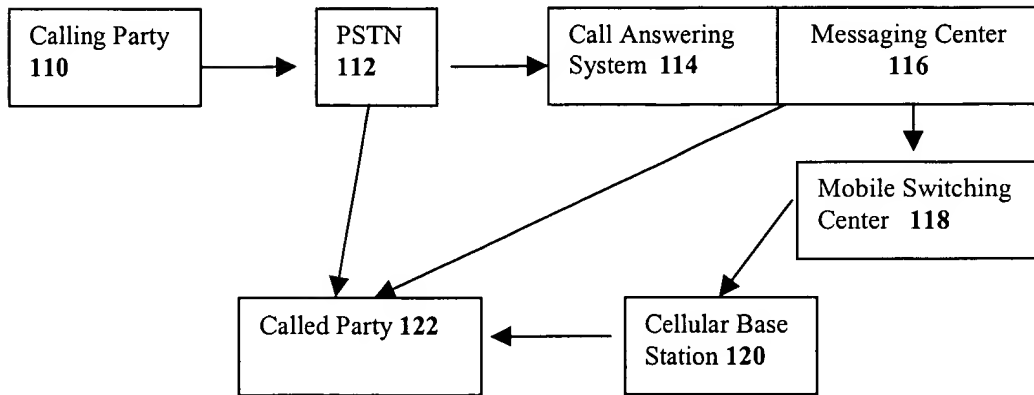 Calling Party
110
PSTN
112
Call Answering
System 114
Messaging Center
116
Mobile Switching
Center 118
Called Party 122
Cellular Base
Station 120